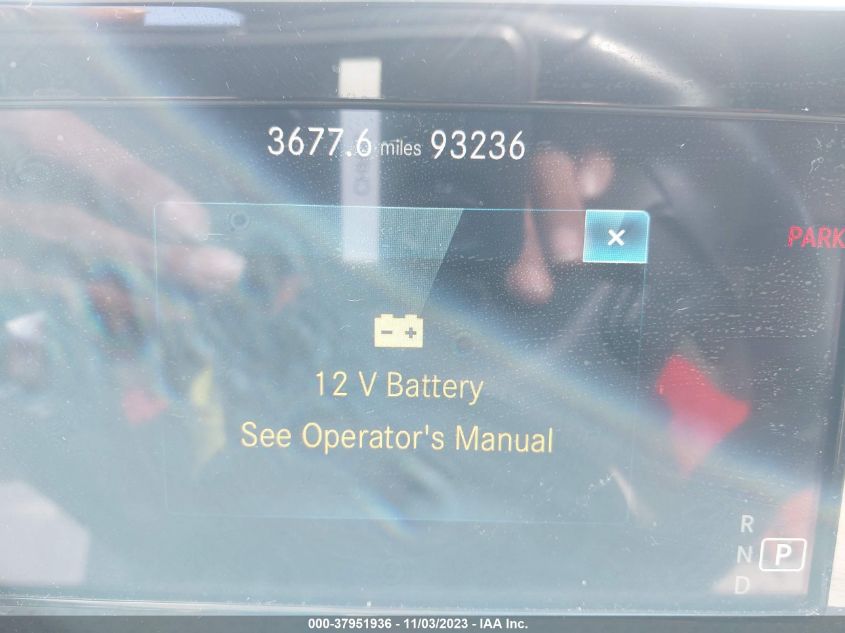 3677.6 miles 93236
×
PARK
12 V Battery
See Operator's Manual
R
N P
D
000-37951936 - 11/03/2023 - IAA Inc.